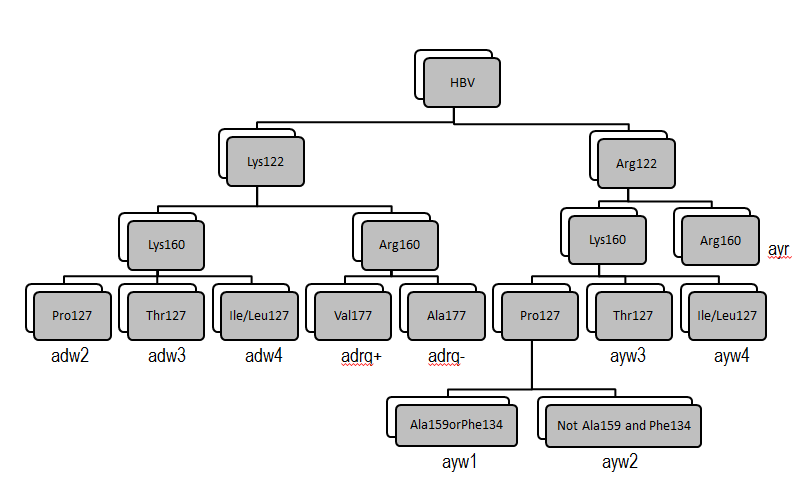 HBV
Lys122
Arg122
Lys160
Arg160
Lys160
Arg160
ayr
Pro127
Thr127
Ile/Leu127
Val177
Ala177
Pro127
Thr127
Ile/Leu127
adw2
adw3
adw4
adrq+
adrq-
ayw3
ayw4
Ala159orPhe134
Not Ala159 and Phe134
ayw1
ayw2